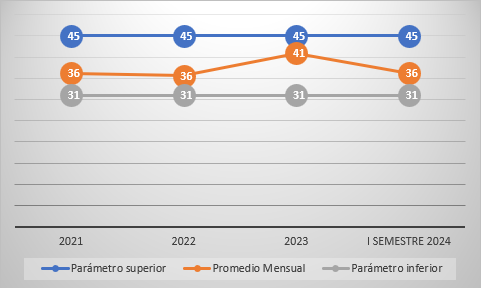 45 45 45 45
36 36 41 36
31 31 31 31
2021 2022 2023 I SEMESTRE 2024
Parámetro superior Promedio Mensual Parámetro inferior